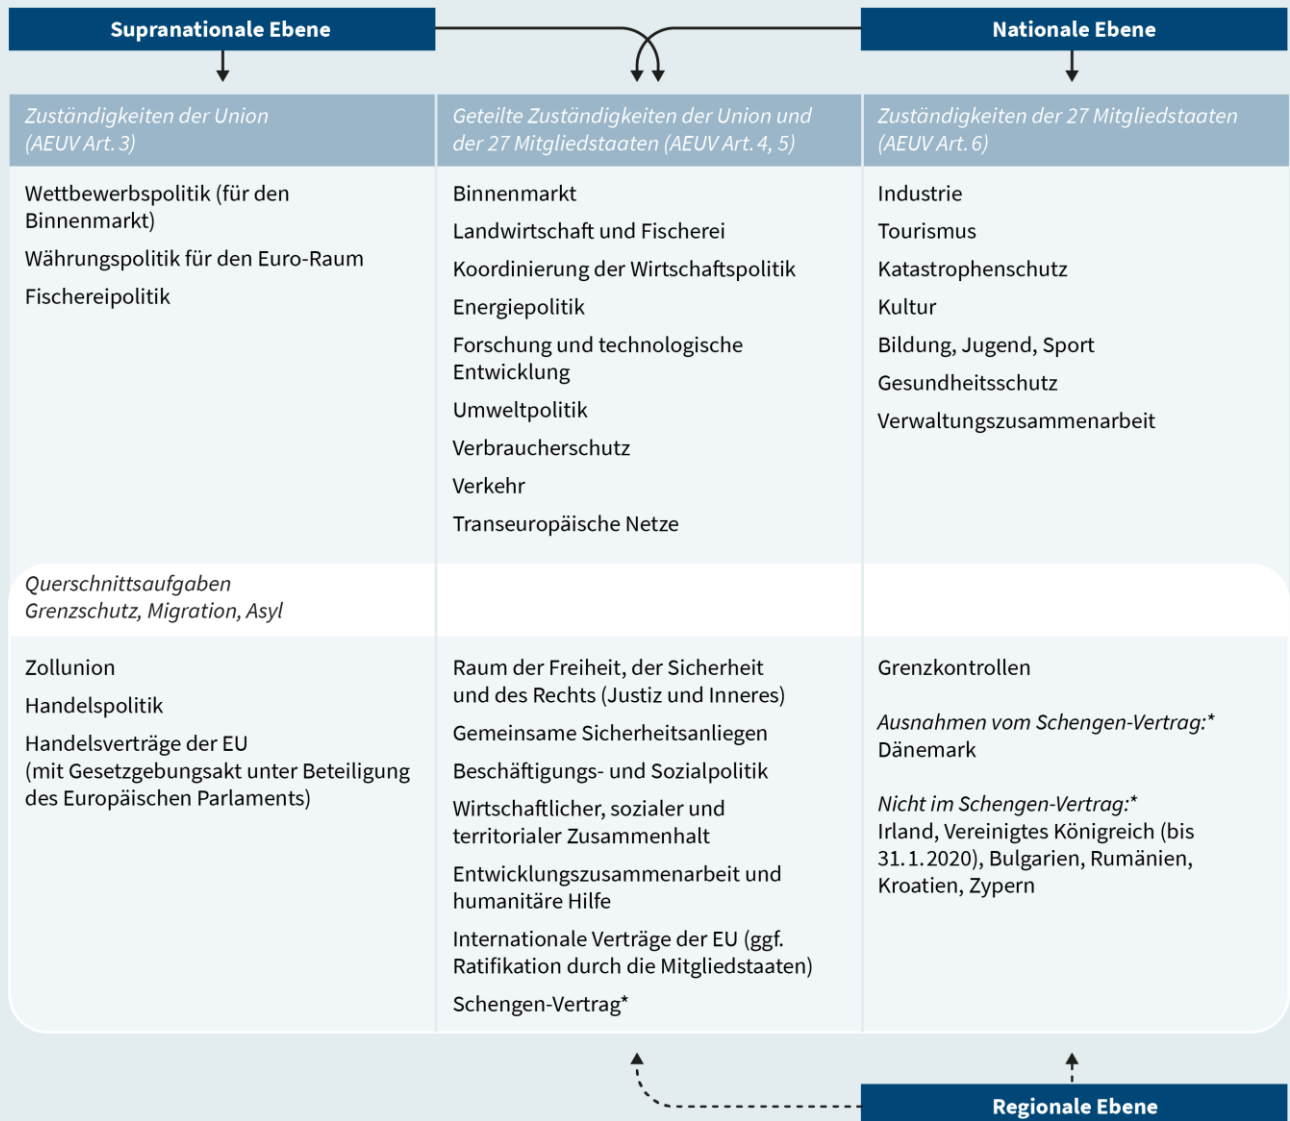 Supranationale Ebene
Nationale Ebene
Zuständigkeiten der Union
(AEUV Art. 3)
Geteilte Zuständigkeiten der Union und
der 27 Mitgliedstaaten (AEUV Art. 4, 5)
Zuständigkeiten der 27 Mitgliedstaaten
(AEUV Art. 6)
Wettbewerbspolitik (für den
Binnenmarkt)
Währungspolitik für den Euro-Raum
Fischereipolitik
Binnenmarkt
Landwirtschaft und Fischerei
Koordinierung der Wirtschaftspolitik
Energiepolitik
Forschung und technologische
Entwicklung
Umweltpolitik
Verbraucherschutz
Verkehr
Transeuropäische Netze
Industrie
Tourismus
Katastrophenschutz
Kultur
Bildung, Jugend, Sport
Gesundheitsschutz
Verwaltungszusammenarbeit
Querschnittsaufgaben
Grenzschutz, Migration, Asyl
Zollunion
Handelspolitik
Handelsverträge der EU
(mit Gesetzgebungsakt unter Beteiligung
des Europäischen Parlaments)
Raum der Freiheit, der Sicherheit
und des Rechts (Justiz und Inneres)
Gemeinsame Sicherheitsanliegen
Beschäftigungs- und Sozialpolitik
Wirtschaftlicher, sozialer und
territorialer Zusammenhalt
Entwicklungszusammenarbeit und
humanitäre Hilfe
Internationale Verträge der EU (ggf.
Ratifikation durch die Mitgliedstaaten)
Schengen-Vertrag*
Grenzkontrollen
Ausnahmen vom Schengen-Vertrag:*
Dänemark
Nicht im Schengen-Vertrag:*
Irland, Vereinigtes Königreich (bis
31.1.2020), Bulgarien, Rumänien,
Kroatien, Zypern
Regionale Ebene